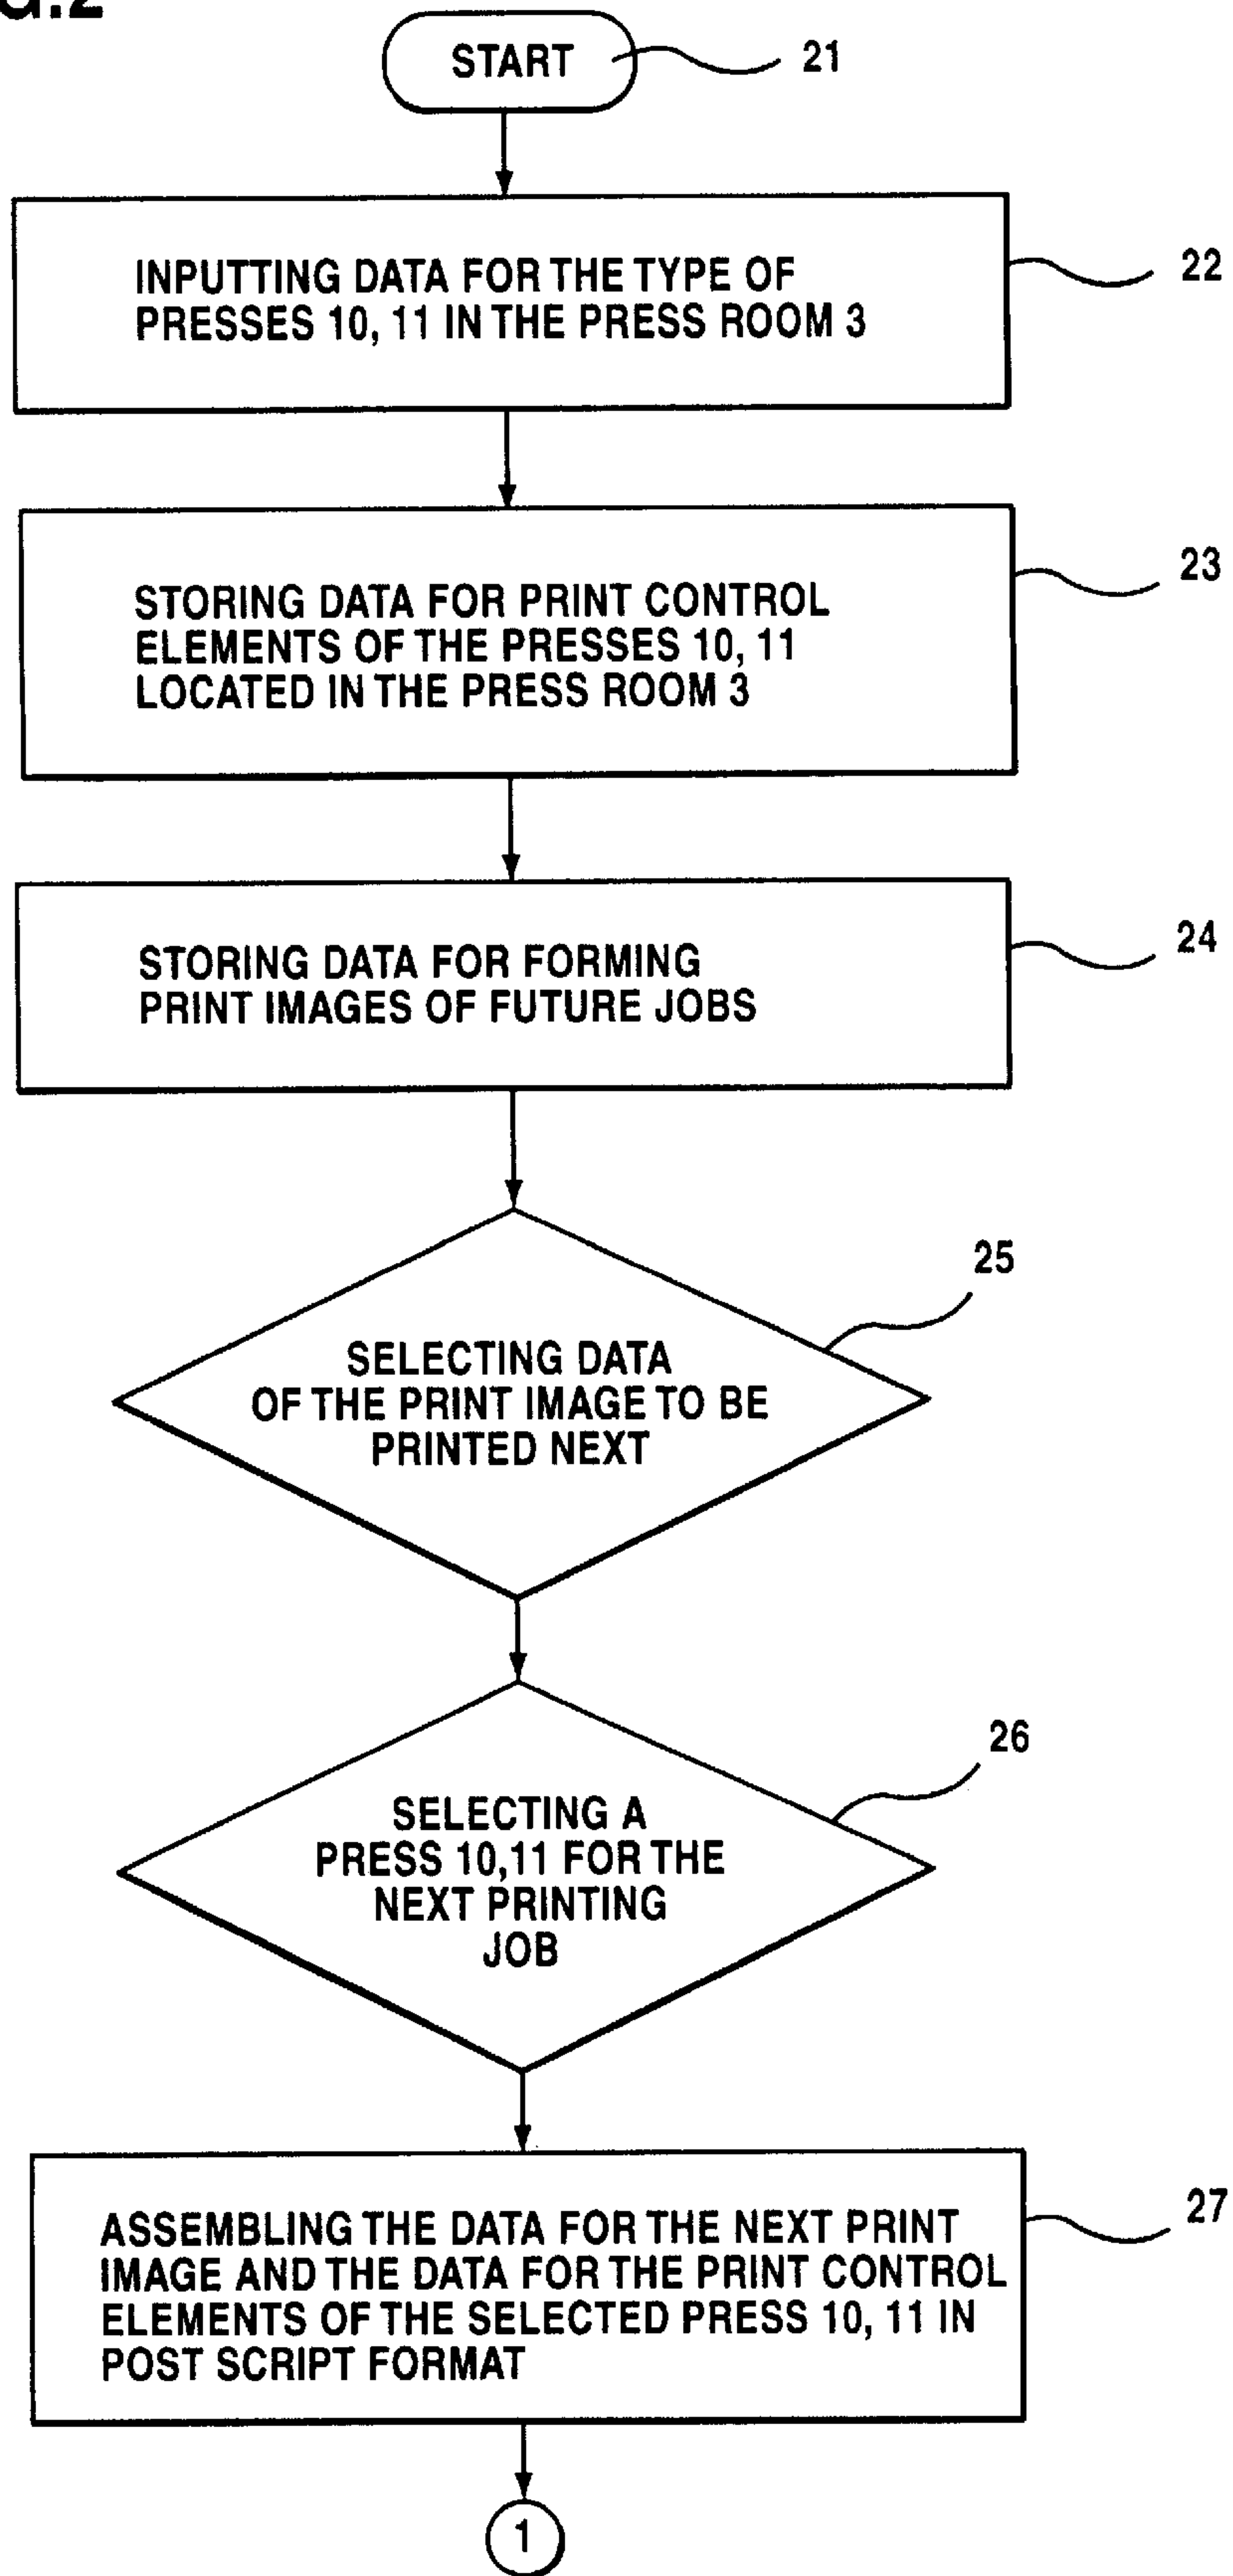 G.2
START
21
INPUTTING DATA FOR THE TYPE OF
PRESSES 10, 11 IN THE PRESS ROOM 3
22
STORING DATA FOR PRINT CONTROL
ELEMENTS OF THE PRESSES 10, 11
LOCATED IN THE PRESS ROOM 3
23
STORING DATA FOR FORMING
PRINT IMAGES OF FUTURE JOBS
24
SELECTING DATA
OF THE PRINT IMAGE TO BE
PRINTED NEXT
25
SELECTING A
PRESS 10,11 FOR THE
NEXT PRINTING
JOB
26
ASSEMBLING THE DATA FOR THE NEXT PRINT
IMAGE AND THE DATA FOR THE PRINT CONTROL
ELEMENTS OF THE SELECTED PRESS 10, 11 IN
POST SCRIPT FORMAT
27
1